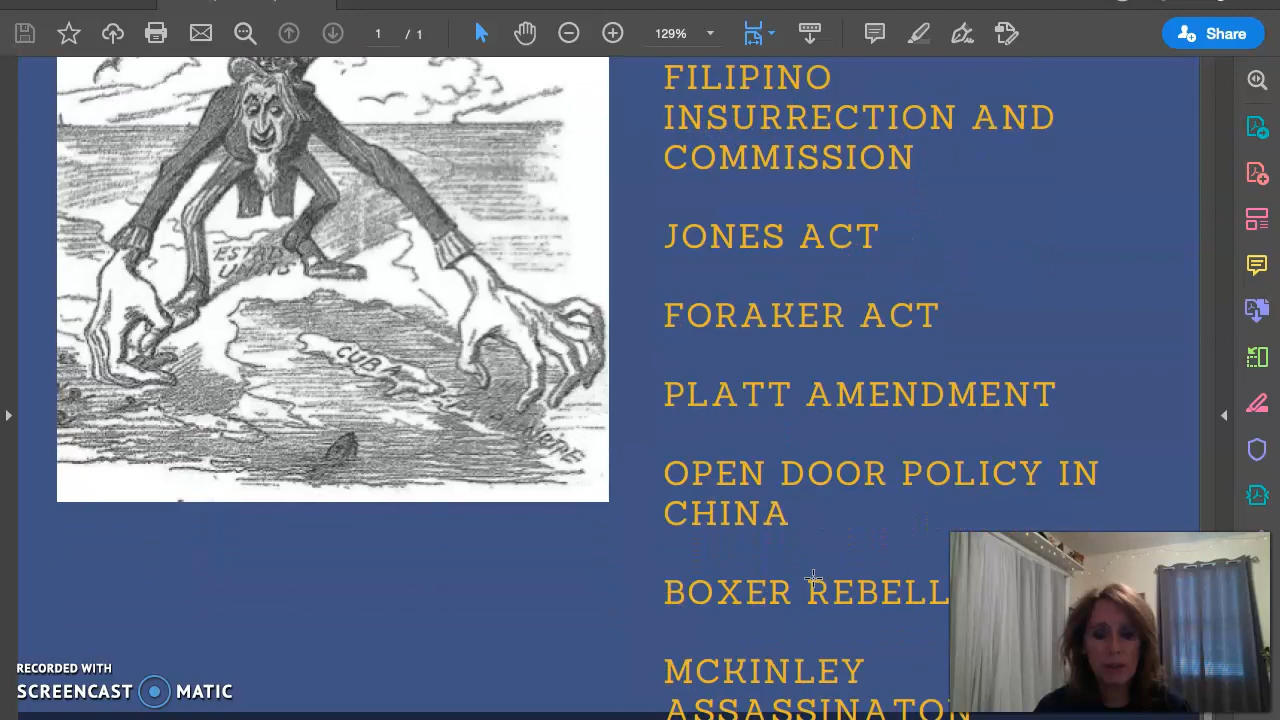 1 / 1
129%
Share
FILIPINO
INSURRECTION AND
COMMISSION
JONES ACT
FORAKER ACT
PLATT AMENDMENT
OPEN DOOR POLICY IN
CHINA
BOXER REBELL
MCKINLEY
ASSASSINATON
CUBA
RECORDED WITH
SCREENCAST MATIC